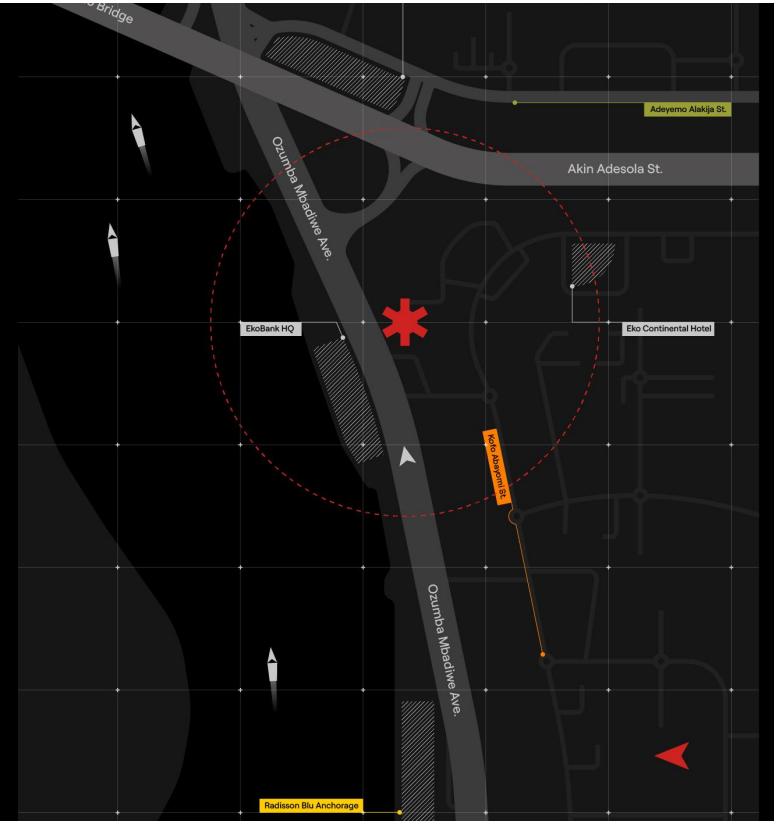 Bridge
Adeyemo Alakija St.
Akin Adesola St.
Ozumba Mbadiwe Ave.
EkoBank HQ
Eko Continental Hotel
Kofo Abayomi St.
Ozumba Mbadiwe Ave.
Radisson Blu Anchorage